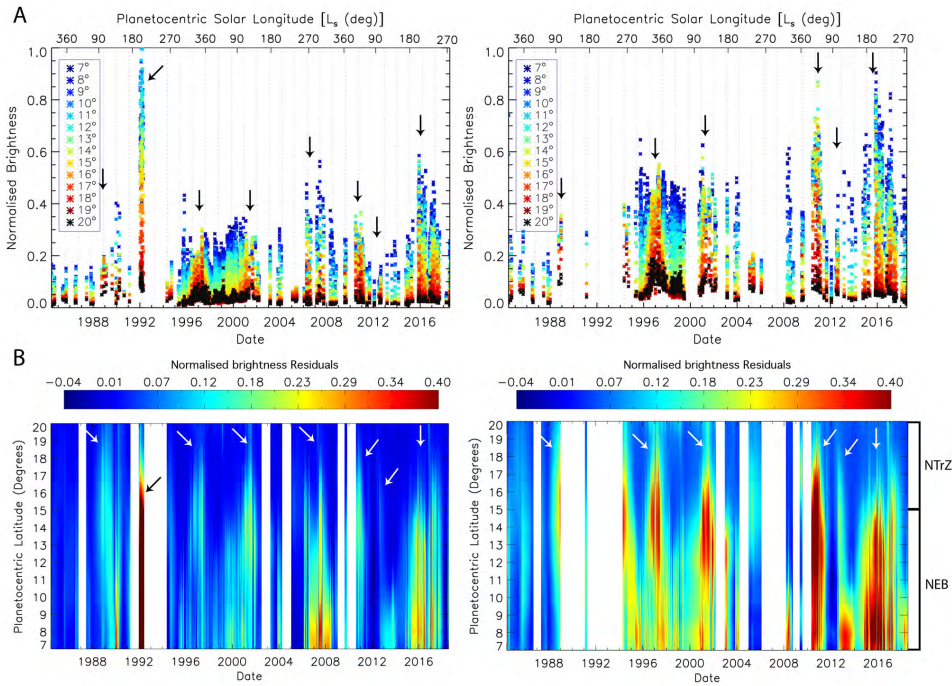 A
Planetocentric Solar Longitude [Ls (deg)]
360 90 180 270 360 90 180 270 360 90 180 270
Normalised Brightness
1.0
0.8
0.6
0.4
0.2
0.0
7°
8°
9°
10°
11°
12°
13°
14°
15°
16°
17°
18°
19°
20°
1988 1992 1996 2000 2004 2008 2012 2016
Date
Planetocentric Solar Longitude [Ls (deg)]
360 90 180 270 360 90 180 270 360 90 180 270
Normalised Brightness
1.0
0.8
0.6
0.4
0.2
0.0
7°
8°
9°
10°
11°
12°
13°
14°
15°
16°
17°
18°
19°
20°
1988 1992 1996 2000 2004 2008 2012 2016
Date
B
Normalised brightness Residuals
−0.04 0.01 0.07 0.12 0.18 0.23 0.29 0.34 0.40
Planetocentric Latitude (Degrees)
20
19
18
17
16
15
14
13
12
11
10
9
8
7
1988 1992 1996 2000 2004 2008 2012 2016
Date
Normalised brightness Residuals
−0.04 0.01 0.07 0.12 0.18 0.23 0.29 0.34 0.40
Planetocentric Latitude (Degrees)
20
19
18
17
16
15
14
13
12
11
10
9
8
7
1988 1992 1996 2000 2004 2008 2012 2016
Date
NTrZ
NEB